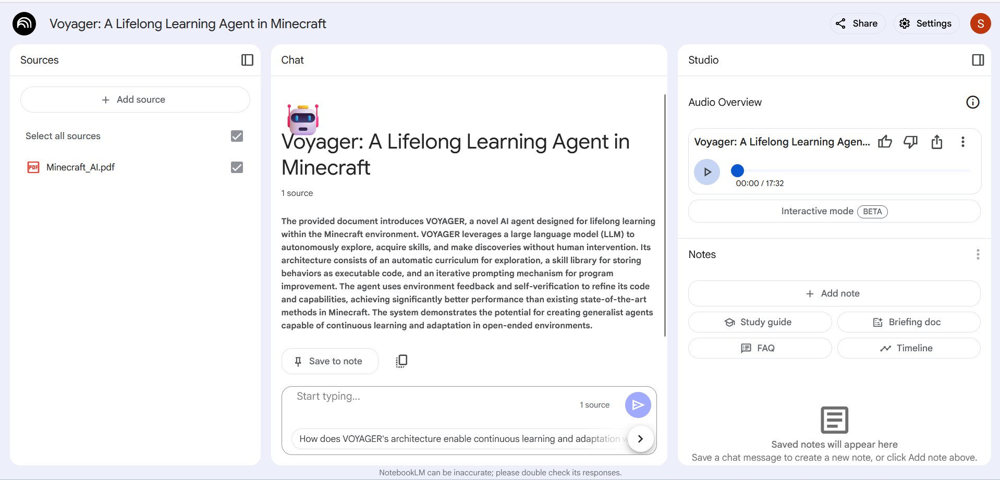 Voyager: A Lifelong Learning Agent in Minecraft
Share
Settings
S
Sources
Add source
Select all sources
PDF
Minecraft_AI.pdf
Chat
Voyager: A Lifelong Learning Agent in
Minecraft
1 source
The provided document introduces VOYAGER, a novel AI agent designed for lifelong learning
within the Minecraft environment. VOYAGER leverages a large language model (LLM) to
autonomously explore, acquire skills, and make discoveries without human intervention. Its
architecture consists of an automatic curriculum for exploration, a skill library for storing
behaviors as executable code, and an iterative prompting mechanism for program
improvement. The agent uses environment feedback and self-verification to refine its code
and capabilities, achieving significantly better performance than existing state-of-the-art
methods in Minecraft. The system demonstrates the potential for creating generalist agents
capable of continuous learning and adaptation in open-ended environments.
Save to note
Start typing...
1 source
How does VOYAGER's architecture enable continuous learning and adaptation w
Studio
Audio Overview
Voyager: A Lifelong Learning Agen...
00:00 / 17:32
Interactive mode BETA
Notes
Add note
Study guide
Briefing doc
FAQ
Timeline
Saved notes will appear here
Save a chat message to create a new note, or click Add note above.
NotebookLM can be inaccurate; please double check its responses.